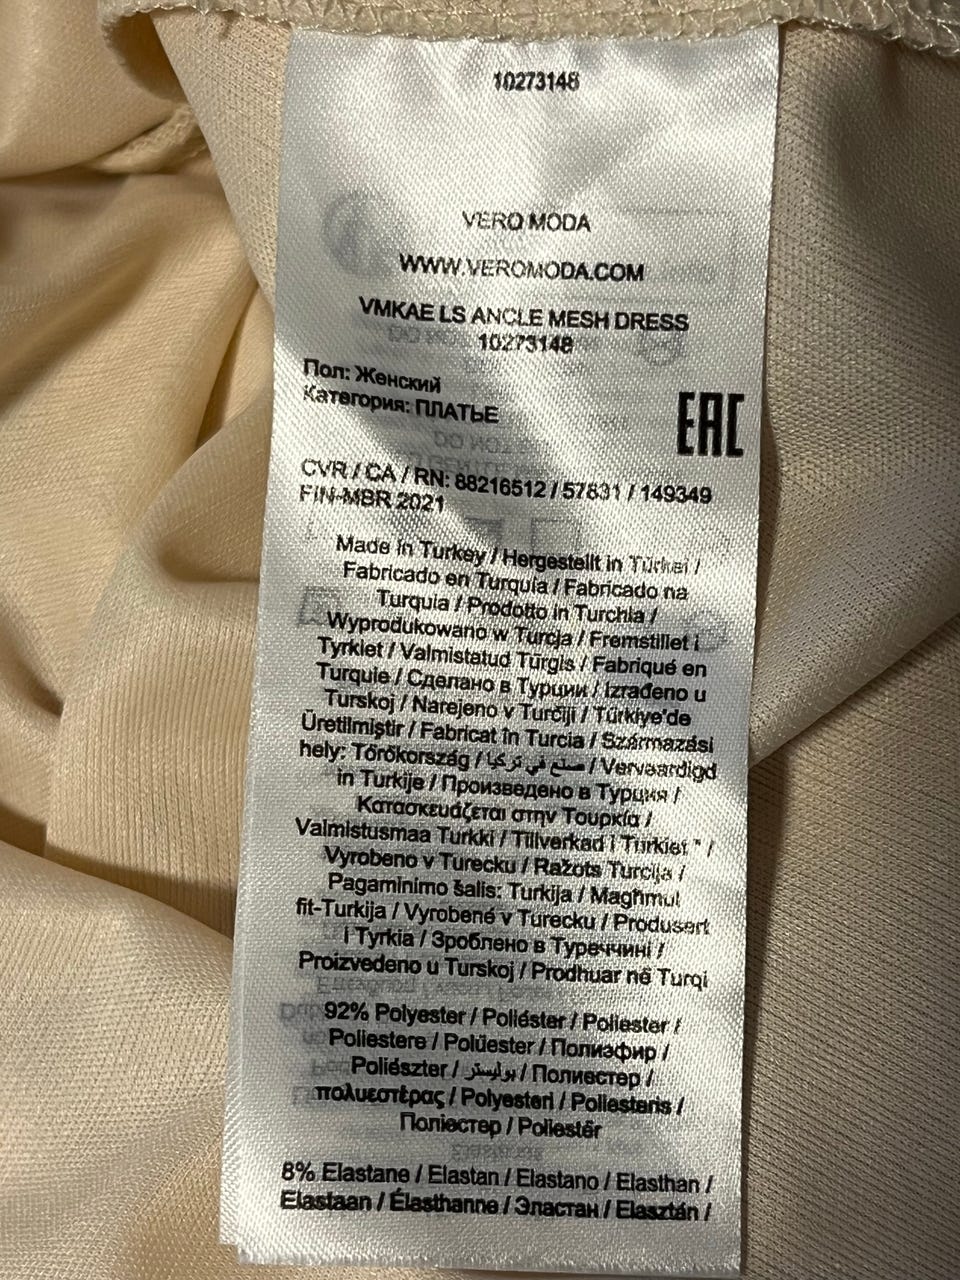 10273148
VERO MODA
WWW.VEROMODA.COM
VMKAE LS ANCLE MESH DRESS
10273148
Пол: Женский
Категория: ПЛАТЬЕ
EAC
CVR / CA / RN: 88216512 / 57831 / 149349
FIN-MBR 2021
Made in Turkey / Hergestellt in Türkei /
Fabricado en Turquía / Fabricado na
Turquia / Prodotto in Turchia /
Wyprodukowano w Turcja / Fremstillet i
Tyrkiet / Valmistatud Türgis / Fabriqué en
Turquie / Сделано в Турции / Izrađeno u
Turskoj / Narejeno v Turčiji / Türkiye'de
Üretilmiştir / Fabricat în Turcia / Származási
hely: Törökország / صنع في تركيا / Vervaardigd
in Turkije / Произведено в Турция /
Κατασκευάζεται στην Τουρκία /
Valmistusmaa Turkki / Tillverkad i Turkiet * /
Vyrobeno v Turecku / Ražots Turcija /
Pagaminimo šalis: Turkija / Magħmul
fit-Turkija / Vyrobené v Turecku / Produsert
i Tyrkia / Зроблено в Туреччині /
Proizvedeno u Turskoj / Prodhuar në Turqi
92% Polyester / Poliéster / Poliester /
Poliestere / Polüester / Полиэфир /
Poliészter / بوليستر / Полиестер /
πολυεστέρας / Polyesteri / Poliesteris /
Поліестер / Poliestër
8% Elastane / Elastan / Elastano / Elasthan /
Elastaan / Élasthanne / Эластан / Elasztán /